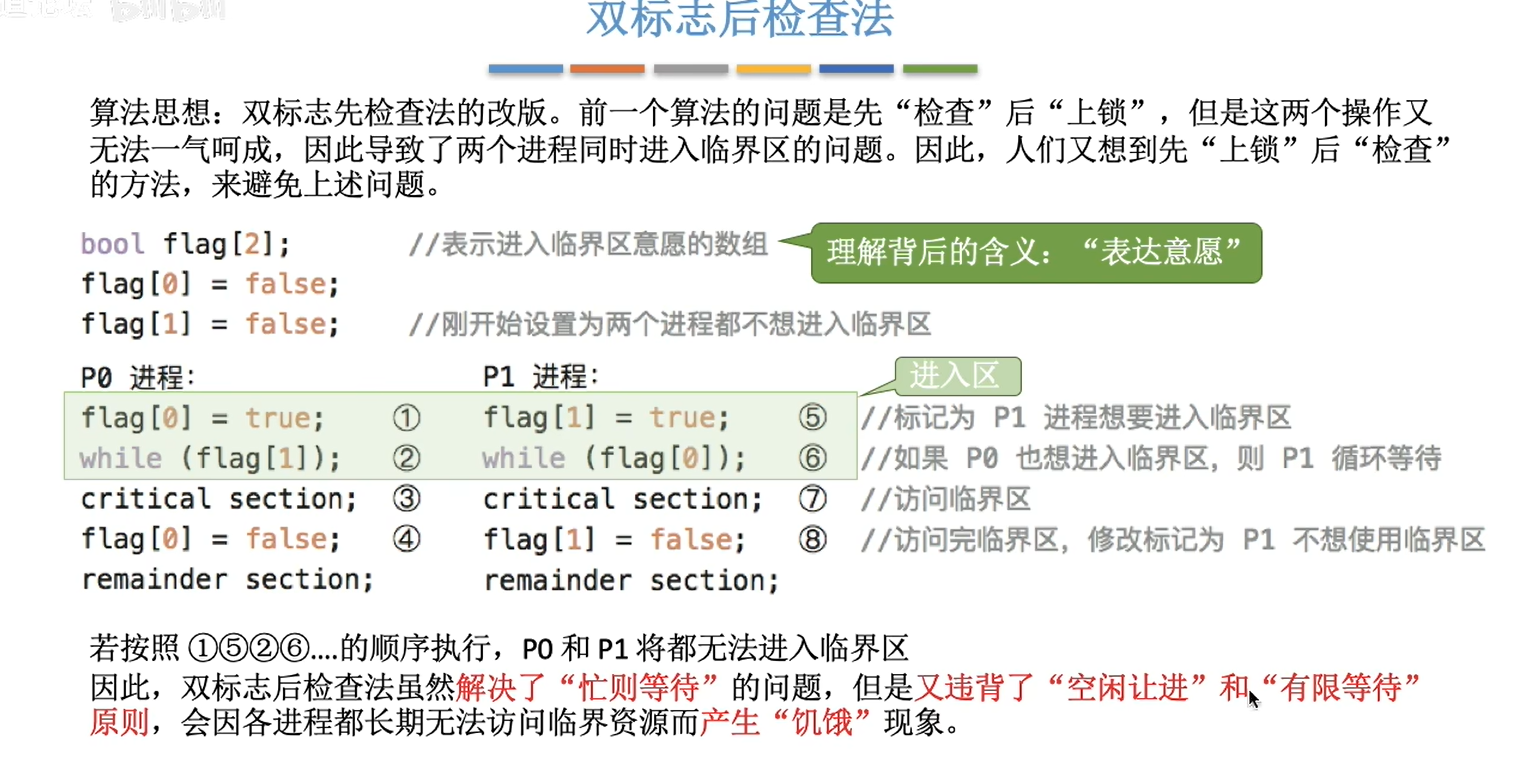 双标志后检查法
算法思想：双标志先检查法的改版。前一个算法的问题是先“检查”后“上锁”，但是这两个操作又
无法一气呵成，因此导致了两个进程同时进入临界区的问题。因此，人们又想到先“上锁”后“检查”
的方法，来避免上述问题。
bool flag[2]; //表示进入临界区意愿的数组
理解背后的含义：“表达意愿”
flag[0] = false;
flag[1] = false; //刚开始设置为两个进程都不想进入临界区
P0 进程: P1 进程:
进入区
flag[0] = true; ① flag[1] = true; ⑤ //标记为 P1 进程想要进入临界区
while (flag[1]); ② while (flag[0]); ⑥ //如果 P0 也想进入临界区，则 P1 循环等待
critical section; ③ critical section; ⑦ //访问临界区
flag[0] = false; ④ flag[1] = false; ⑧ //访问完临界区，修改标记为 P1 不想使用临界区
remainder section; remainder section;
若按照 ①⑤②⑥....的顺序执行，P0 和 P1 将都无法进入临界区
因此，双标志后检查法虽然解决了“忙则等待”的问题，但是又违背了“空闲让进”和“有限等待”
原则，会因各进程都长期无法访问临界资源而产生“饥饿”现象。